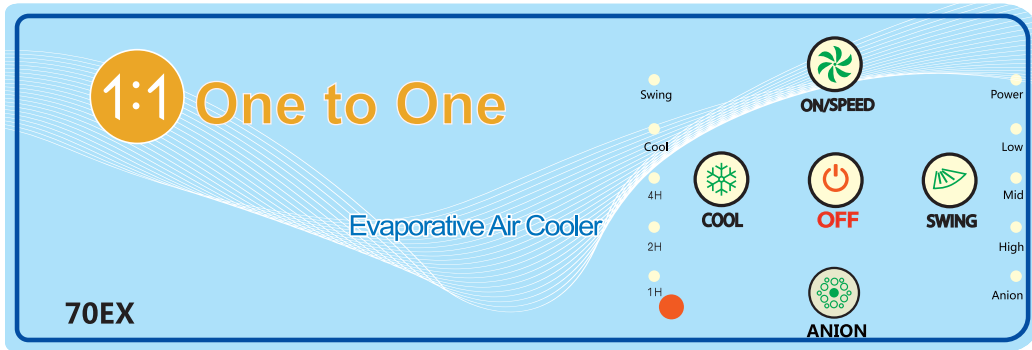 1:1 One to One
Evaporative Air Cooler
70EX
Swing
Cool
4H
2H
1H
ON/SPEED
COOL
OFF
SWING
ANION
Power
Low
Mid
High
Anion